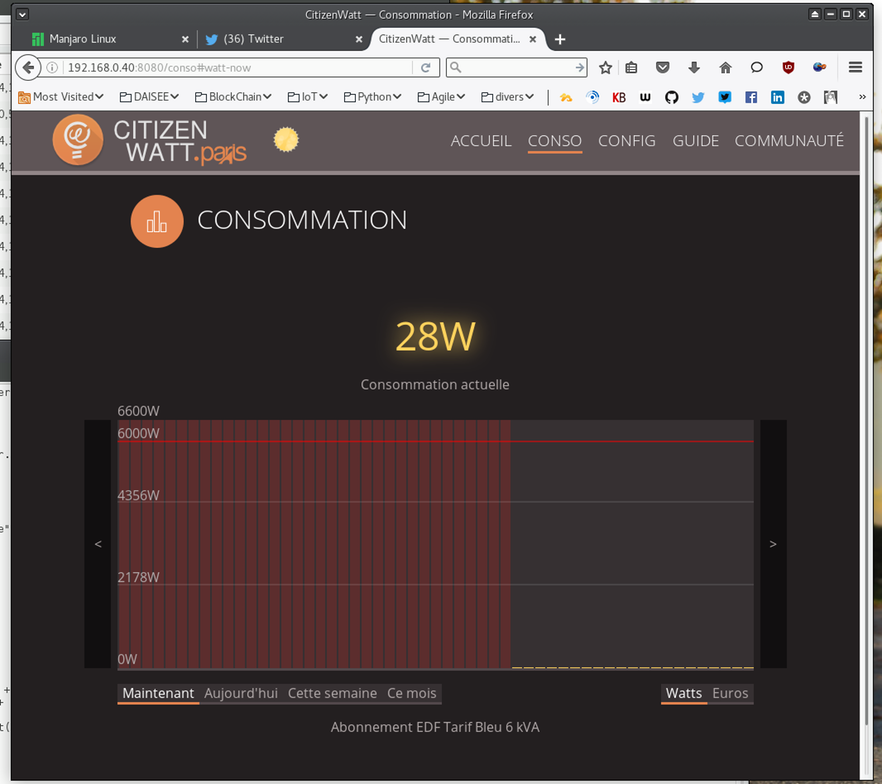 CitizenWatt — Consommation - Mozilla Firefox
Manjaro Linux
(36) Twitter
CitizenWatt — Consommati...
192.168.0.40:8080/conso#watt-now
Most Visited
DAISEE
BlockChain
IoT
Python
Agile
divers
KB
w
»
CITIZEN
WATT.paris
ACCUEIL CONSO CONFIG GUIDE COMMUNAUTÉ
CONSOMMATION
28W
Consommation actuelle
6600W
6000W
4356W
2178W
0W
<
>
Maintenant Aujourd'hui Cette semaine Ce mois
Watts Euros
Abonnement EDF Tarif Bleu 6 kVA